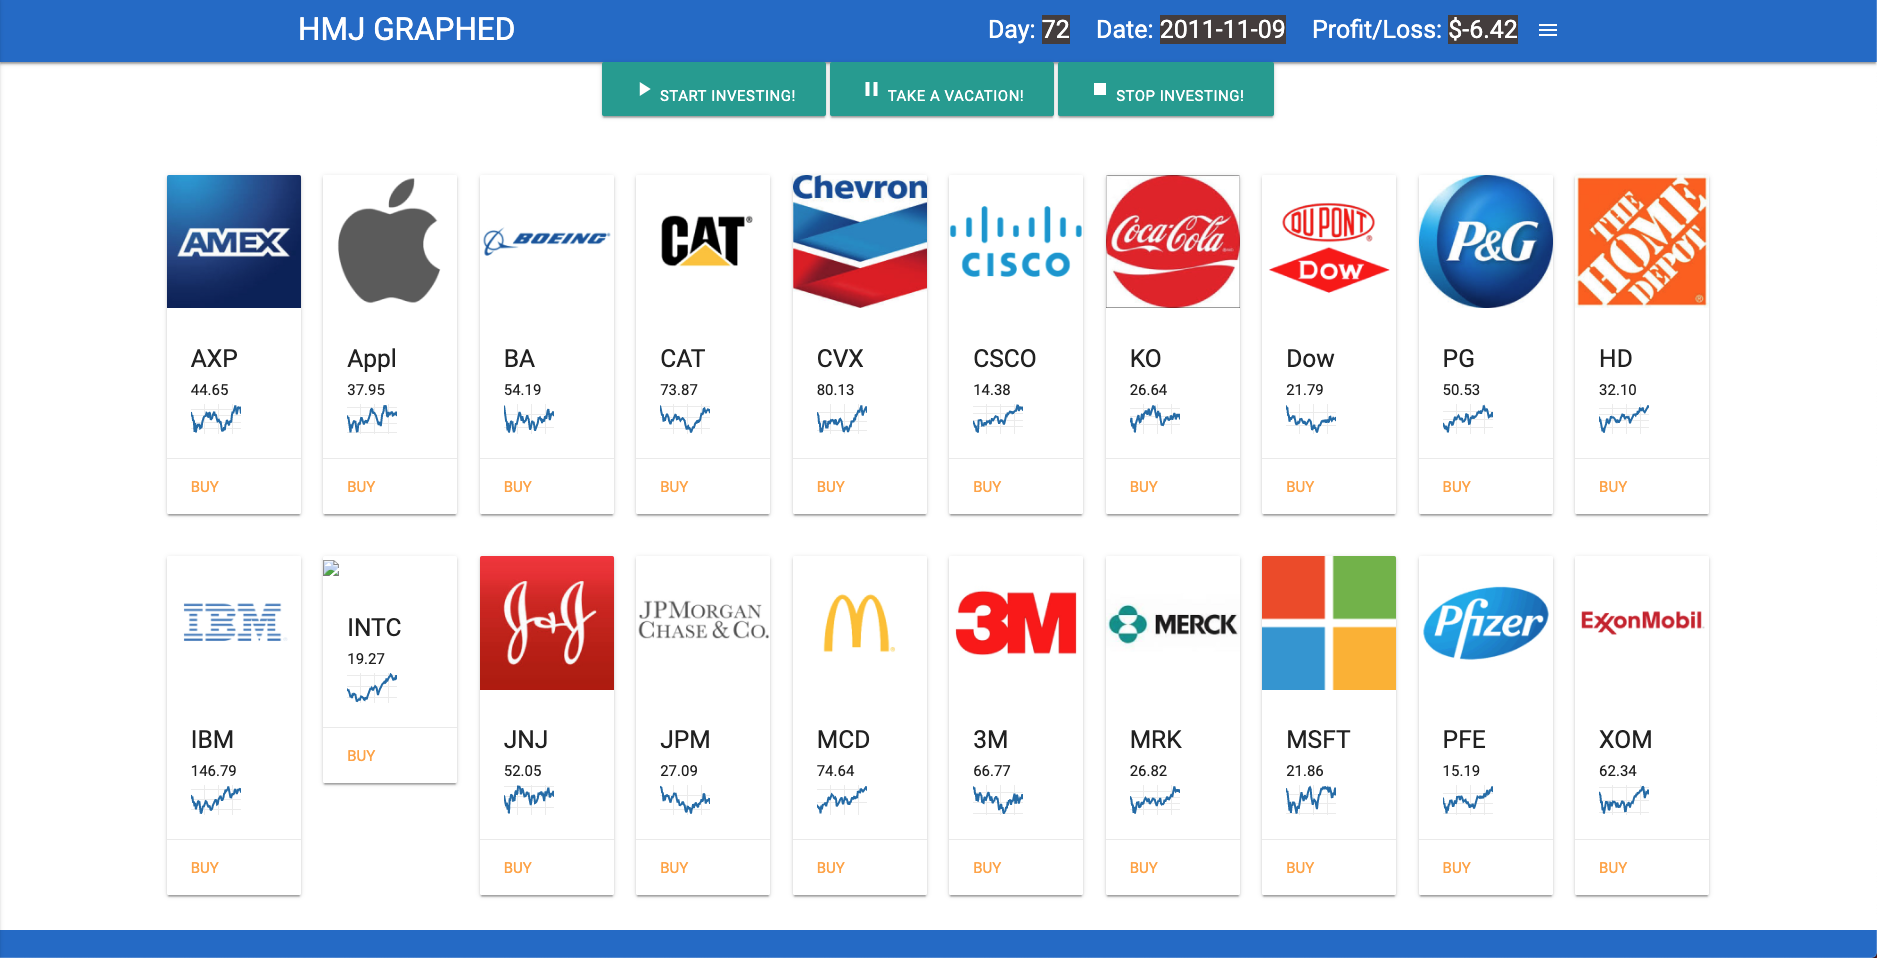 HMJ GRAPHED Day: 72 Date: 2011-11-09 Profit/Loss: $-6.42
START INVESTING! TAKE A VACATION! STOP INVESTING!
AMEX
BOEING
CAT
Chevron
CISCO
Coca-Cola
DU PONT
Dow
P&G
THE
HOME
DEPOT
AXP Appl BA CAT CVX CSCO KO Dow PG HD
44.65 37.95 54.19 73.87 80.13 14.38 26.64 21.79 50.53 32.10
BUY BUY BUY BUY BUY BUY BUY BUY BUY BUY
IBM
INTC
19.27
BUY
J&J
JPMORGAN
CHASE & CO.
3M
MERCK
Pfizer
ExxonMobil
IBM JNJ JPM MCD 3M MRK MSFT PFE XOM
146.79 52.05 27.09 74.64 66.77 26.82 21.86 15.19 62.34
BUY BUY BUY BUY BUY BUY BUY BUY BUY